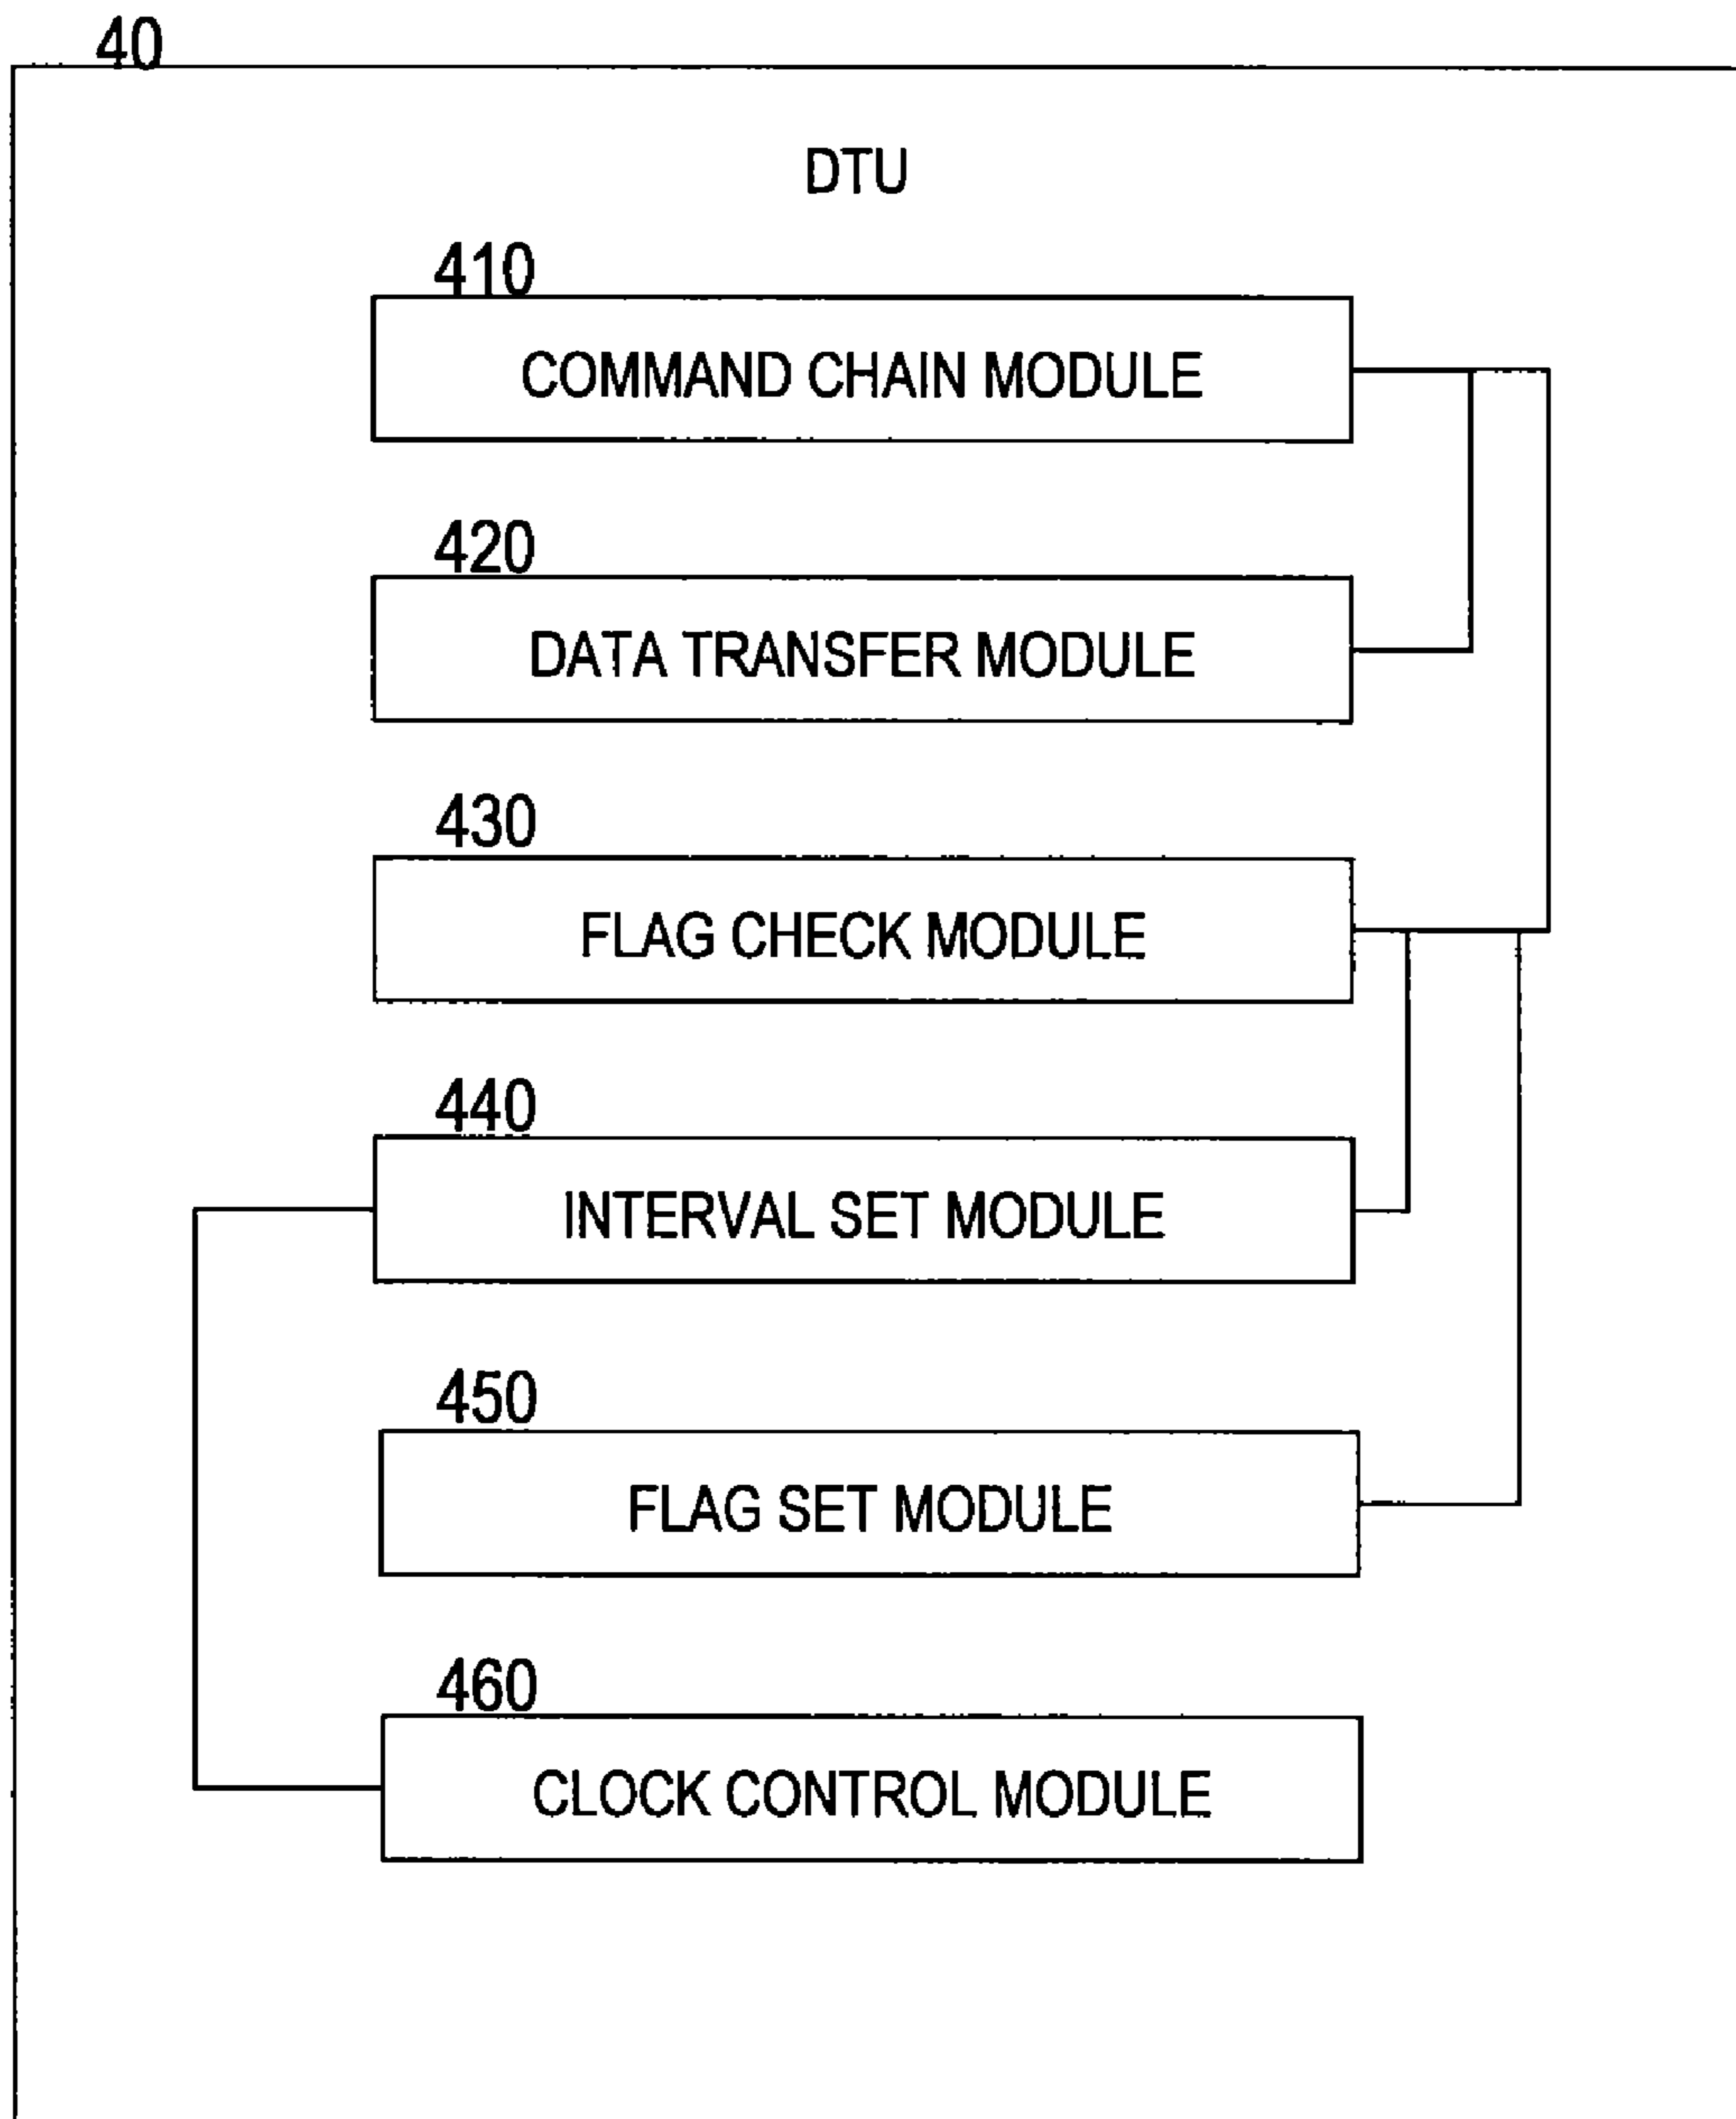 40
DTU
410
COMMAND CHAIN MODULE
420
DATA TRANSFER MODULE
430
FLAG CHECK MODULE
440
INTERVAL SET MODULE
450
FLAG SET MODULE
460
CLOCK CONTROL MODULE